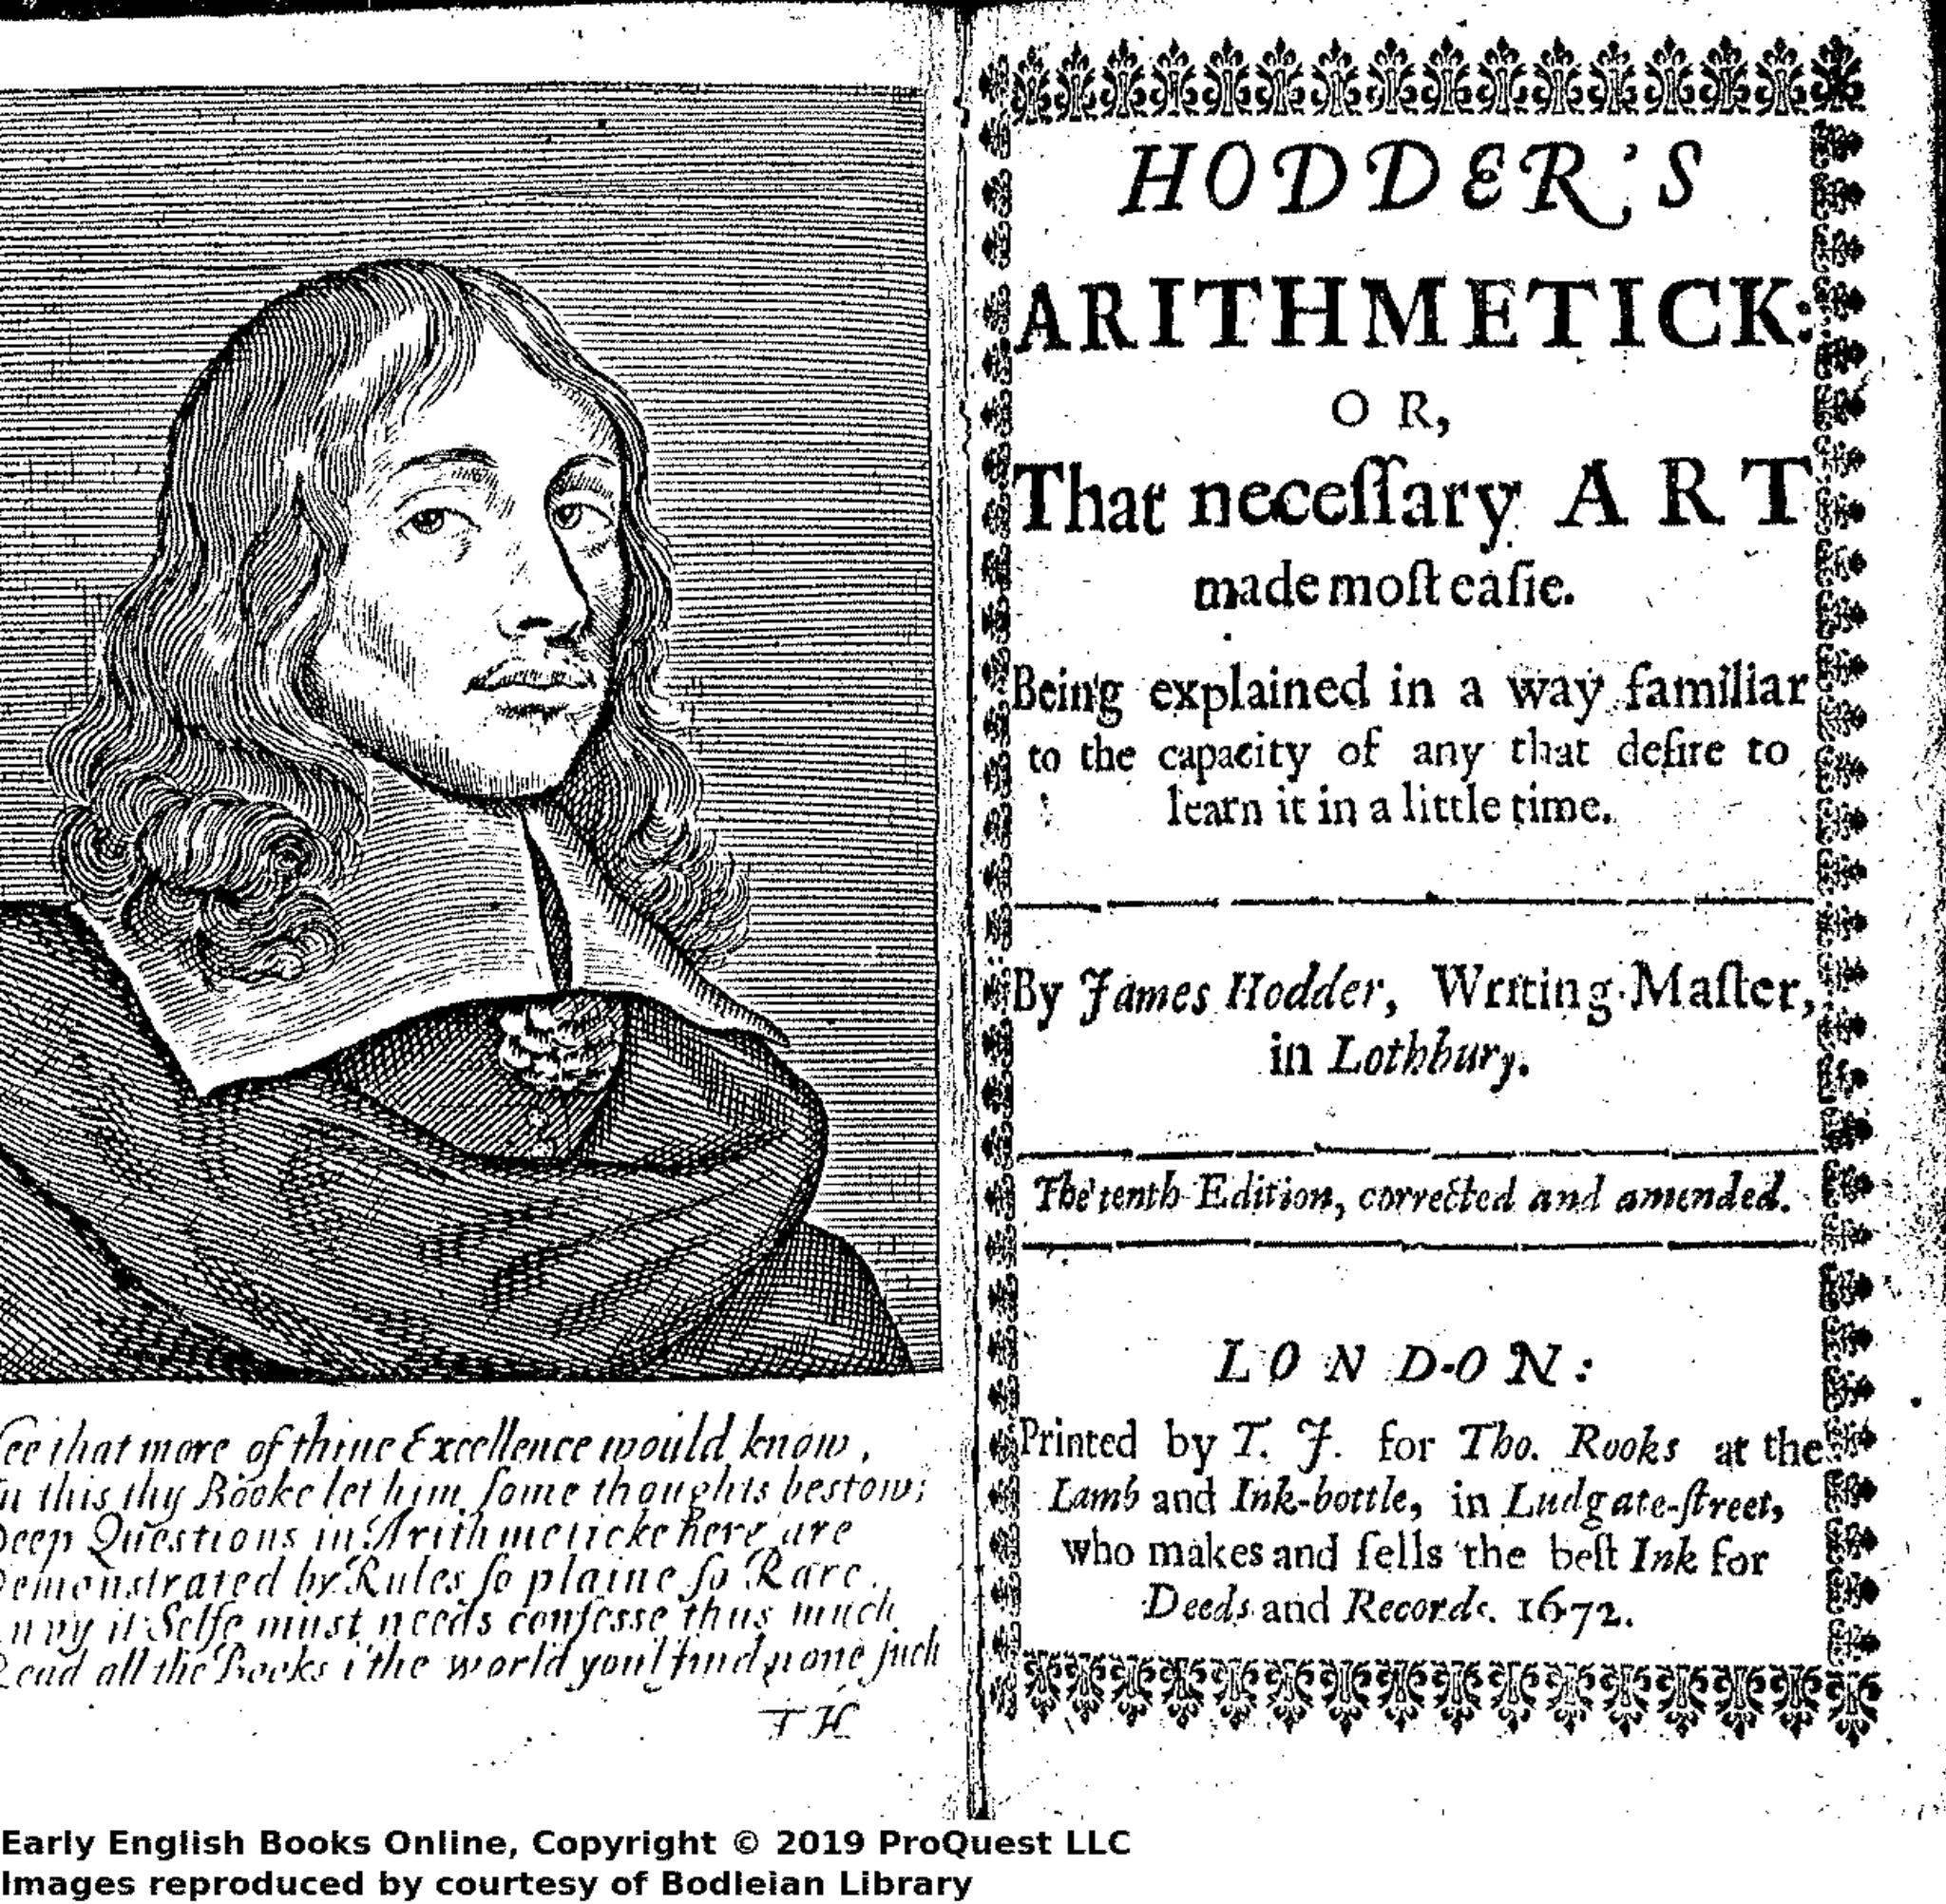 ee that more of thine Excellence would know,
this thy Booke let him some thoughts bestow;
Deep Questions in Arithmeticke here are
Demonstrated by Rules ſo plaine ſo Rare,
it Selfe must needs confesse thus much
Read all the Books i the world youl find none such
HODDER'S
ARITHMETICK:
OR,
That neceſſary ART
made moſt eaſie.
Being explained in a way familiar
to the capacity of any that deſire to
learn it in a little time.
By James Hodder, Writing-Maſter,
in Lothbury.
The tenth Edition, corrected and amended.
LONDON:
Printed by T. J. for Tho. Rooks at the
Lamb and Ink-bottle, in Ludgate-ſtreet,
who makes and ſells the beſt Ink for
Deeds and Records. 1672.
Early English Books Online, Copyright © 2019 ProQuest LLC
Images reproduced by courtesy of Bodleian Library